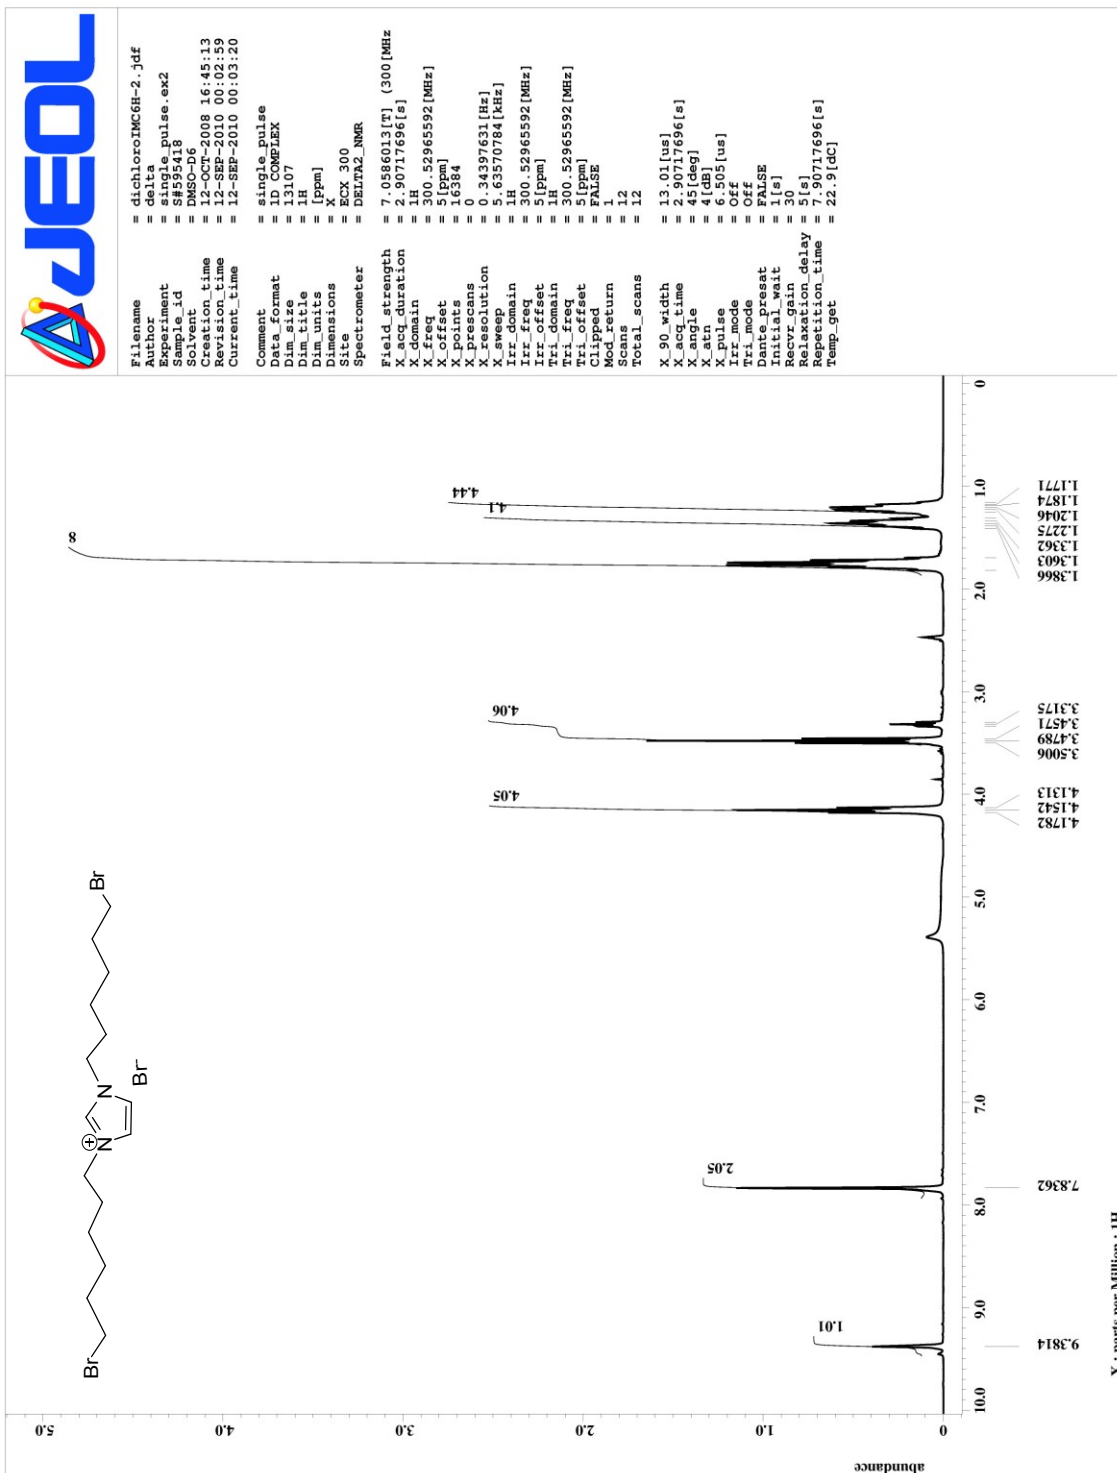 JEOL
Filename = dichloroIMC6H-2.jdf
Author = delta
Experiment = single_pulse.ex2
Sample_id = S#595418
Solvent = DMSO-D6
Creation_time = 12-OCT-2008 16:45:13
Revision_time = 12-SEP-2010 00:02:59
Current_time = 12-SEP-2010 00:03:20
Comment = single_pulse
Data_format = 1D COMPLEX
Dim_size = 13107
Dim_title = 1H
Dim_units = [ppm]
Dimensions = X
Site = ECX 300
Spectrometer = DELTA2_NMR
Field_strength = 7.0586013[T] (300[MHz
X_acq_duration = 2.90717696[s]
X_domain = 1H
X_freq = 300.52965592[MHz]
X_offset = 5[ppm]
X_points = 16384
X_prescans = 0
X_resolution = 0.34397631[Hz]
X_sweep = 5.63570784[kHz]
Irr_domain = 1H
Irr_freq = 300.52965592[MHz]
Irr_offset = 5[ppm]
Tri_domain = 1H
Tri_freq = 300.52965592[MHz]
Tri_offset = 5[ppm]
Clipped = FALSE
Mod_return = 1
Scans = 12
Total_scans = 12
X_90_width = 13.01[us]
X_acq_time = 2.90717696[s]
X_angle = 45[deg]
X_atn = 4[dB]
X_pulse = 6.505[us]
Irr_mode = Off
Tri_mode = Off
Dante_presat = FALSE
Initial_wait = 1[s]
Recvr_gain = 30
Relaxation_delay = 5[s]
Repetition_time = 7.90717696[s]
Temp_get = 22.9[dC]
Br
N
N
+
Br-
Br
abundance
0
1.0
2.0
3.0
4.0
5.0
1.01
2.05
4.05
4.06
8
4.1
4.44
10.0
9.0
8.0
7.0
6.0
5.0
4.0
3.0
2.0
1.0
0
9.3814
7.8362
4.1782
4.1542
4.1313
3.5006
3.4789
3.4571
3.3175
1.3866
1.3603
1.3362
1.2275
1.2046
1.1874
1.1771
X : parts per Million : 1H